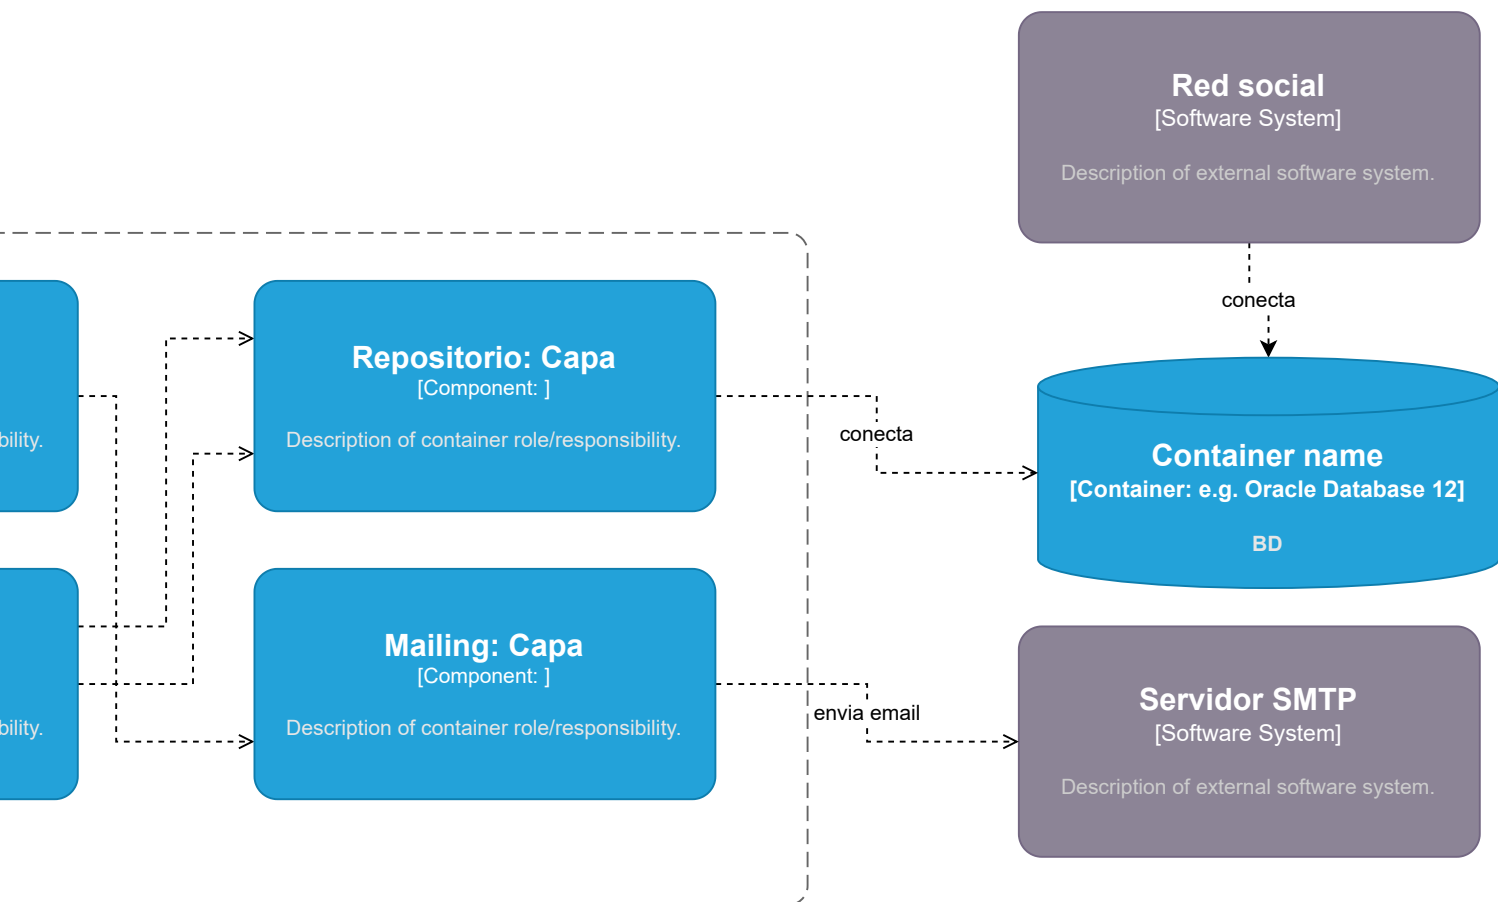 Red social
[Software System]
Description of external software system.
conecta
bility.
Repositorio: Capa
[Component: ]
Description of container role/responsibility.
conecta
Container name
[Container: e.g. Oracle Database 12]
BD
bility.
Mailing: Capa
[Component: ]
Description of container role/responsibility.
envia email
Servidor SMTP
[Software System]
Description of external software system.